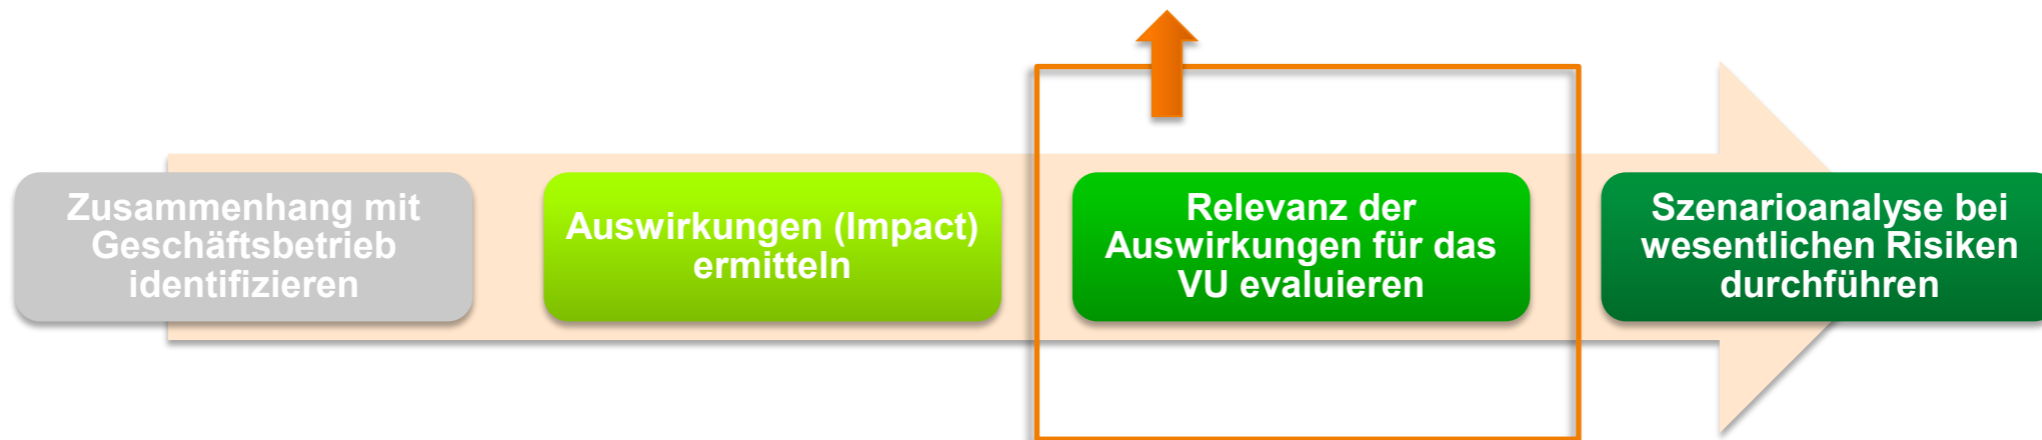 Zusammenhang mit
Geschäftsbetrieb
identifizieren
Auswirkungen (Impact)
ermitteln
Relevanz der
Auswirkungen für das
VU evaluieren
Szenarioanalyse bei
wesentlichen Risiken
durchführen